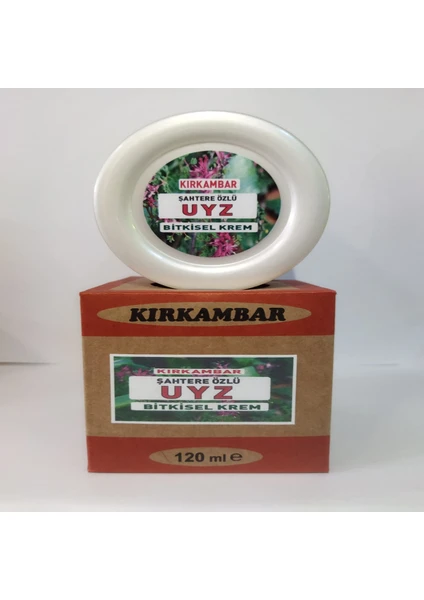 KIRKAMBAR
ŞAHTERE ÖZLÜ
UYZ
BİTKİSEL KREM
KIRKAMBAR
KIRKAMBAR
ŞAHTERE ÖZLÜ
UYZ
BİTKİSEL KREM
120 ml ℮